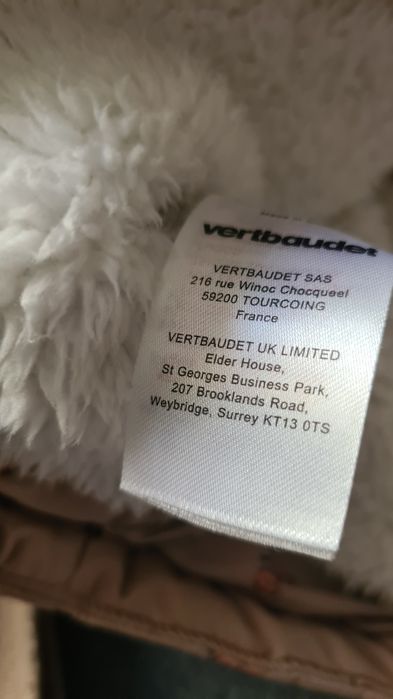 vertbaudet
VERTBAUDET SAS
216 rue Winoc Chocqueel
59200 TOURCOING
France
VERTBAUDET UK LIMITED
Elder House,
St Georges Business Park,
207 Brooklands Road,
Weybridge, Surrey KT13 0TS